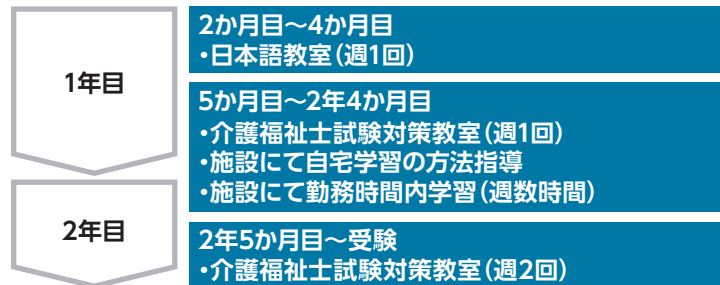 1年目
2か月目～4か月目
・日本語教室（週1回）
5か月目～2年4か月目
・介護福祉士試験対策教室（週1回）
・施設にて自宅学習の方法指導
・施設にて勤務時間内学習（週数時間）
2年目
2年5か月目～受験
・介護福祉士試験対策教室（週2回）